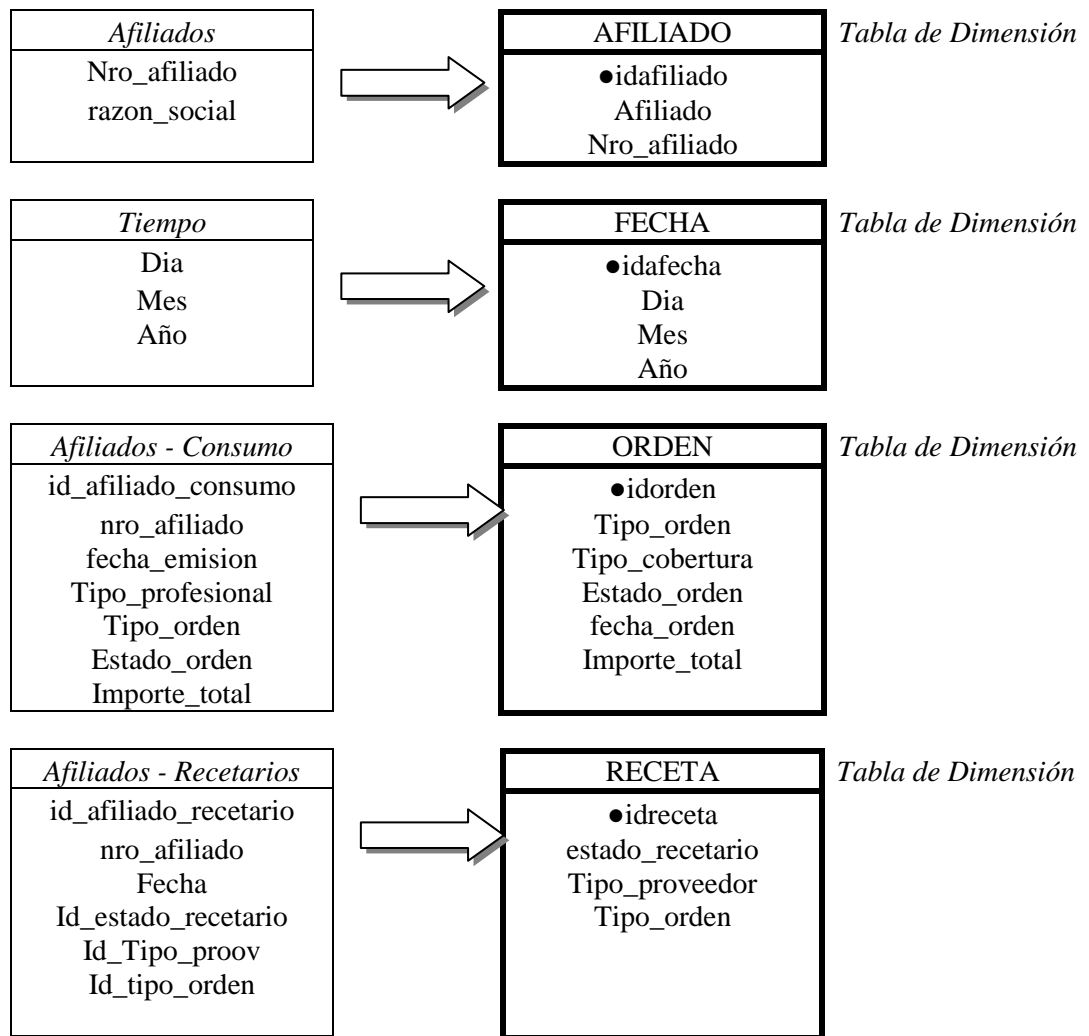 Afiliados
Nro_afiliado
razon_social
AFILIADO
●idafiliado
Afiliado
Nro_afiliado
Tabla de Dimensión
Tiempo
Dia
Mes
Año
FECHA
●idafecha
Dia
Mes
Año
Tabla de Dimensión
Afiliados - Consumo
id_afiliado_consumo
nro_afiliado
fecha_emision
Tipo_profesional
Tipo_orden
Estado_orden
Importe_total
ORDEN
●idorden
Tipo_orden
Tipo_cobertura
Estado_orden
fecha_orden
Importe_total
Tabla de Dimensión
Afiliados - Recetarios
id_afiliado_recetario
nro_afiliado
Fecha
Id_estado_recetario
Id_Tipo_proov
Id_tipo_orden
RECETA
●idreceta
estado_recetario
Tipo_proveedor
Tipo_orden
Tabla de Dimensión